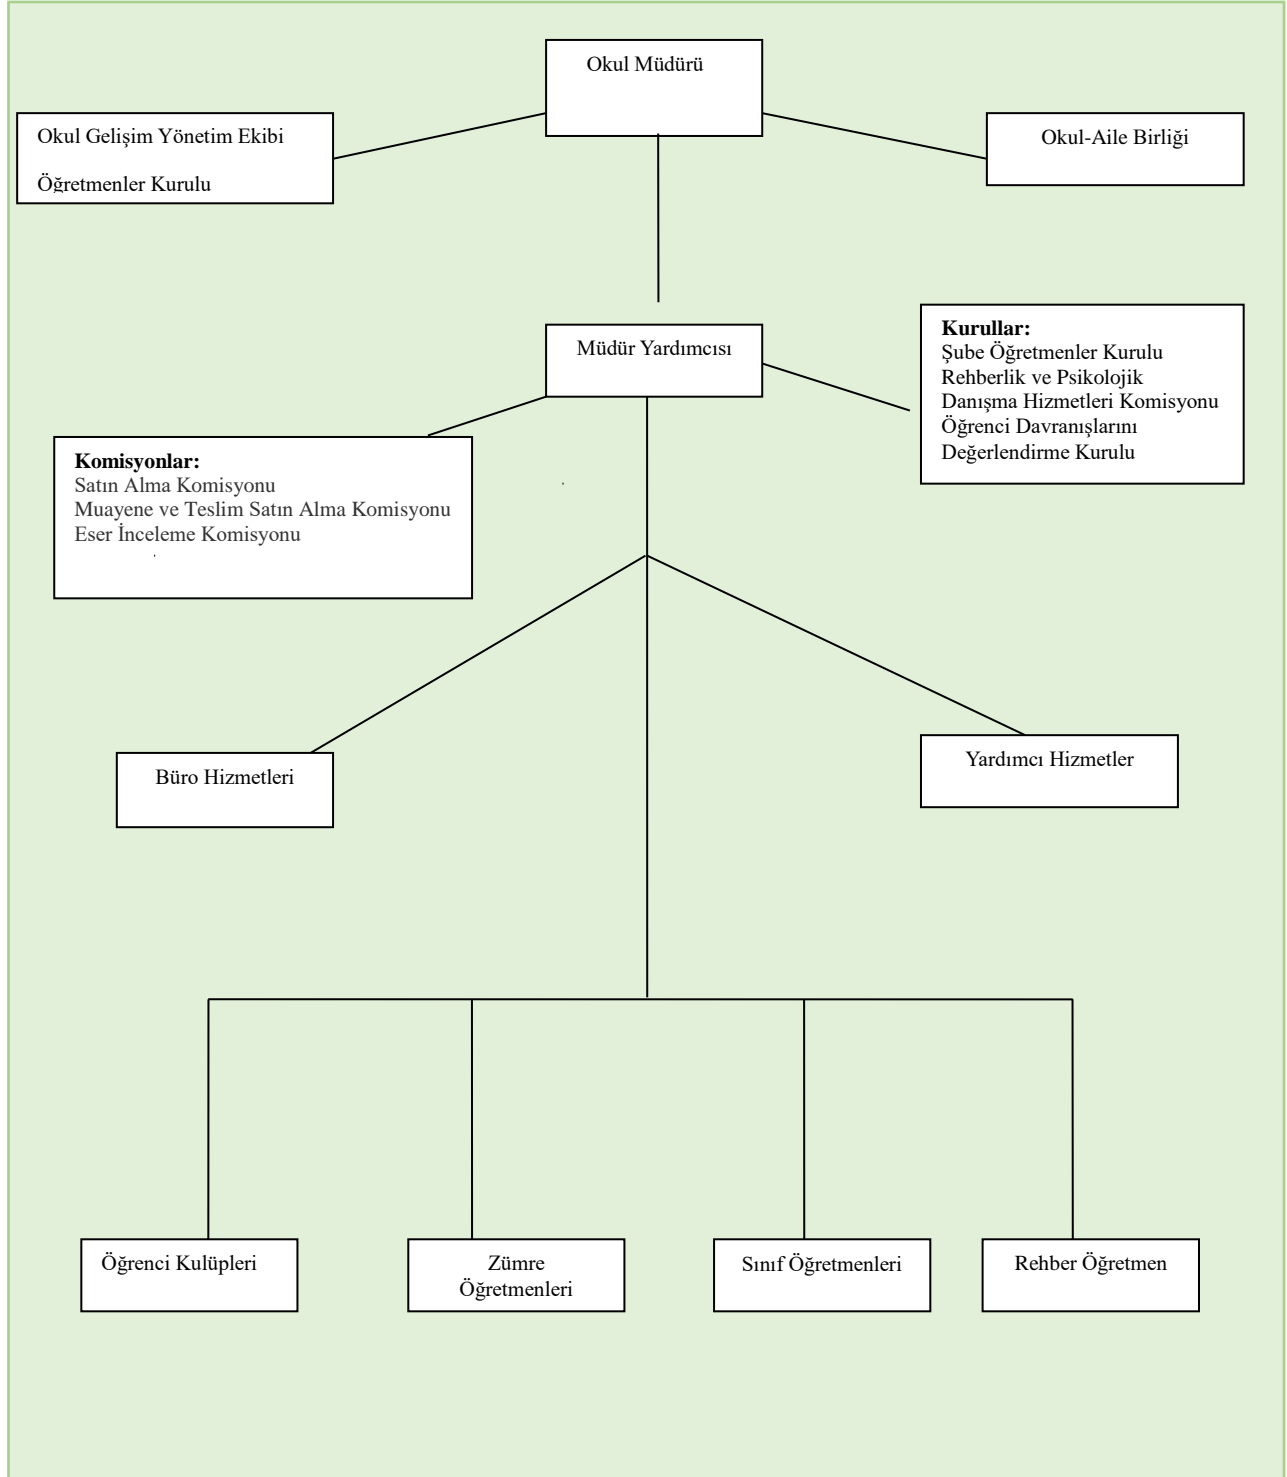 Okul Müdürü
Okul Gelişim Yönetim Ekibi
Öğretmenler Kurulu
Okul-Aile Birliği
Müdür Yardımcısı
Kurullar:
Şube Öğretmenler Kurulu
Rehberlik ve Psikolojik
Danışma Hizmetleri Komisyonu
Öğrenci Davranışlarını
Değerlendirme Kurulu
Komisyonlar:
Satın Alma Komisyonu
Muayene ve Teslim Satın Alma Komisyonu
Eser İnceleme Komisyonu
Büro Hizmetleri
Yardımcı Hizmetler
Öğrenci Kulüpleri
Zümre
Öğretmenleri
Sınıf Öğretmenleri
Rehber Öğretmen